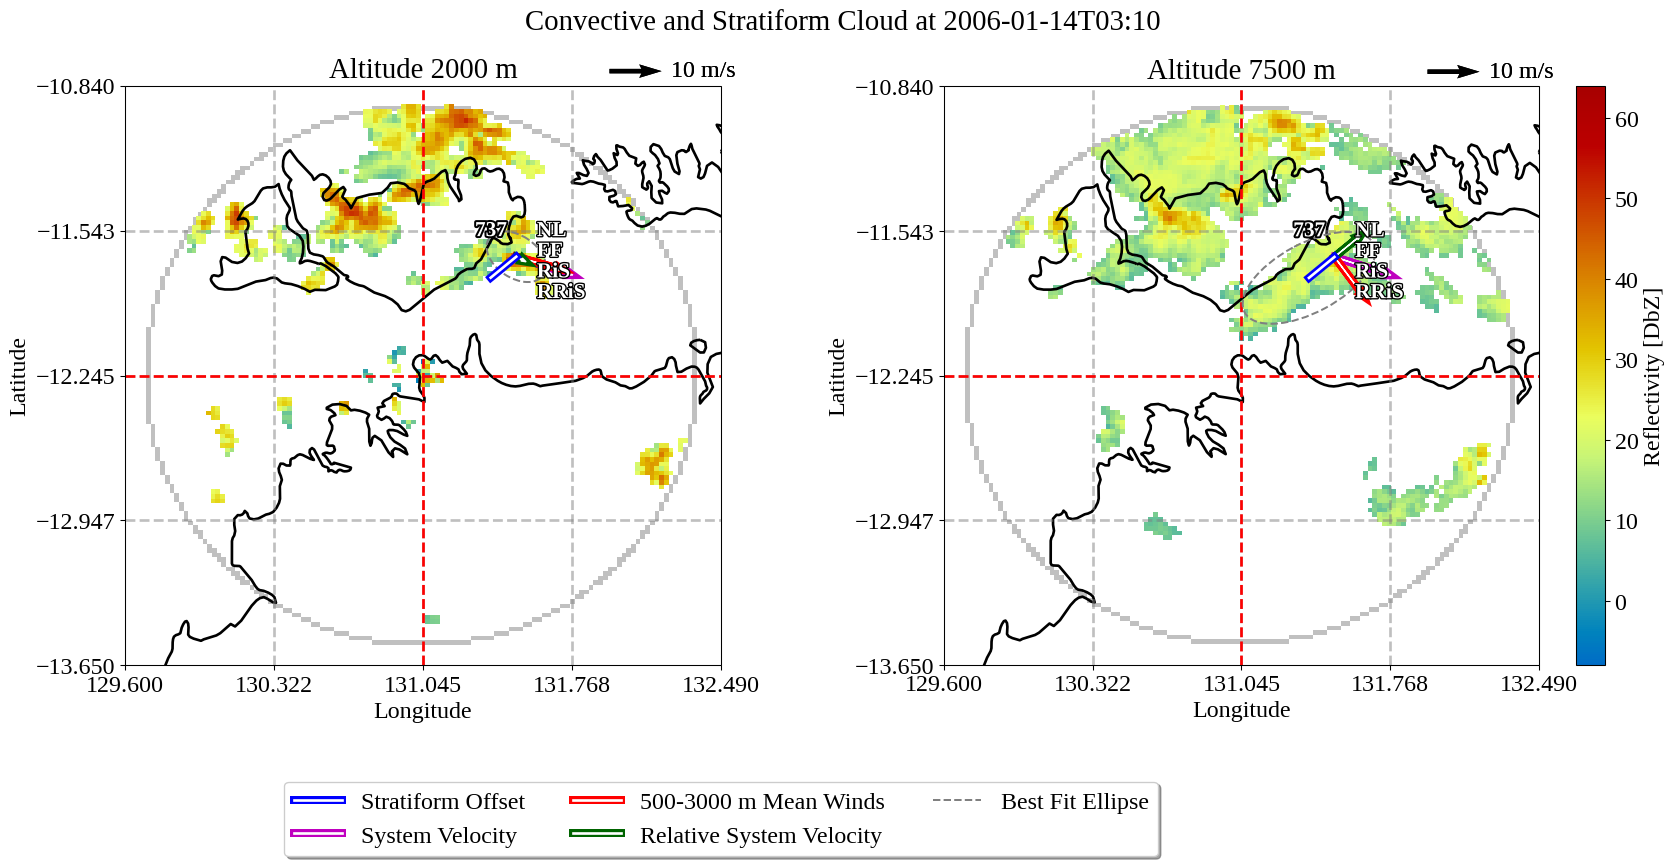 Convective and Stratiform Cloud at 2006-01-14T03:10
Altitude 2000 m
10 m/s
Altitude 7500 m
10 m/s
−10.840
−11.543
−12.245
−12.947
−13.650
Latitude
129.600
130.322
131.045
131.768
132.490
Longitude
737
NL
FF
RiS
RRiS
−10.840
−11.543
−12.245
−12.947
−13.650
Latitude
129.600
130.322
131.045
131.768
132.490
Longitude
737
NL
FF
RiS
RRiS
60
50
40
30
20
10
0
Reflectivity [DbZ]
Stratiform Offset
System Velocity
500-3000 m Mean Winds
Relative System Velocity
Best Fit Ellipse